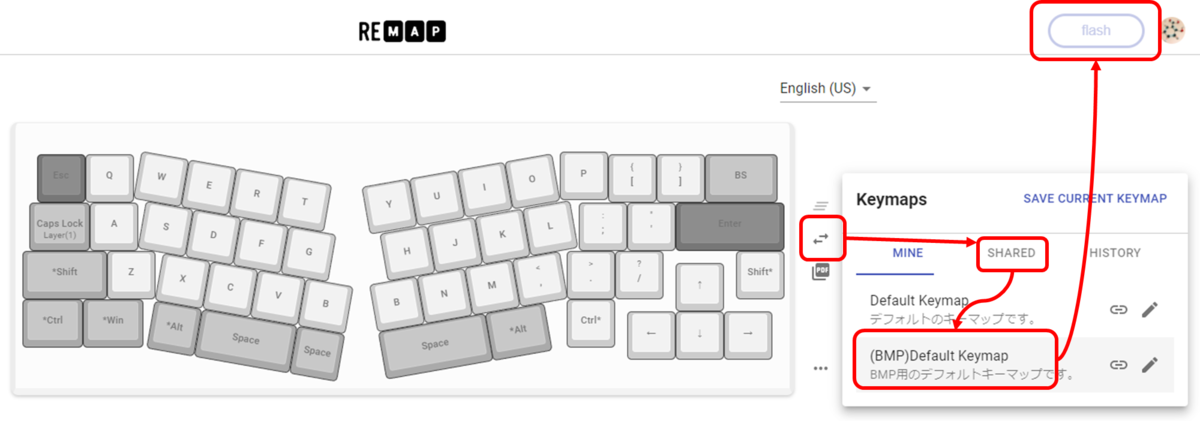 REMAP
flash
English (US)
Esc Q W E R T Y U I O P { [ } ] BS
Caps Lock Layer(1) A S D F G H J K L : ; " ' Enter
*Shift Z X C V B B N M < , > . ? / ↑ Shift*
*Ctrl *Win *Alt Space Space Space *Alt Ctrl* ← ↓ →
PDF
Keymaps SAVE CURRENT KEYMAP
MINE SHARED HISTORY
Default Keymap
デフォルトのキーマップです。
(BMP)Default Keymap
BMP用のデフォルトキーマップです。